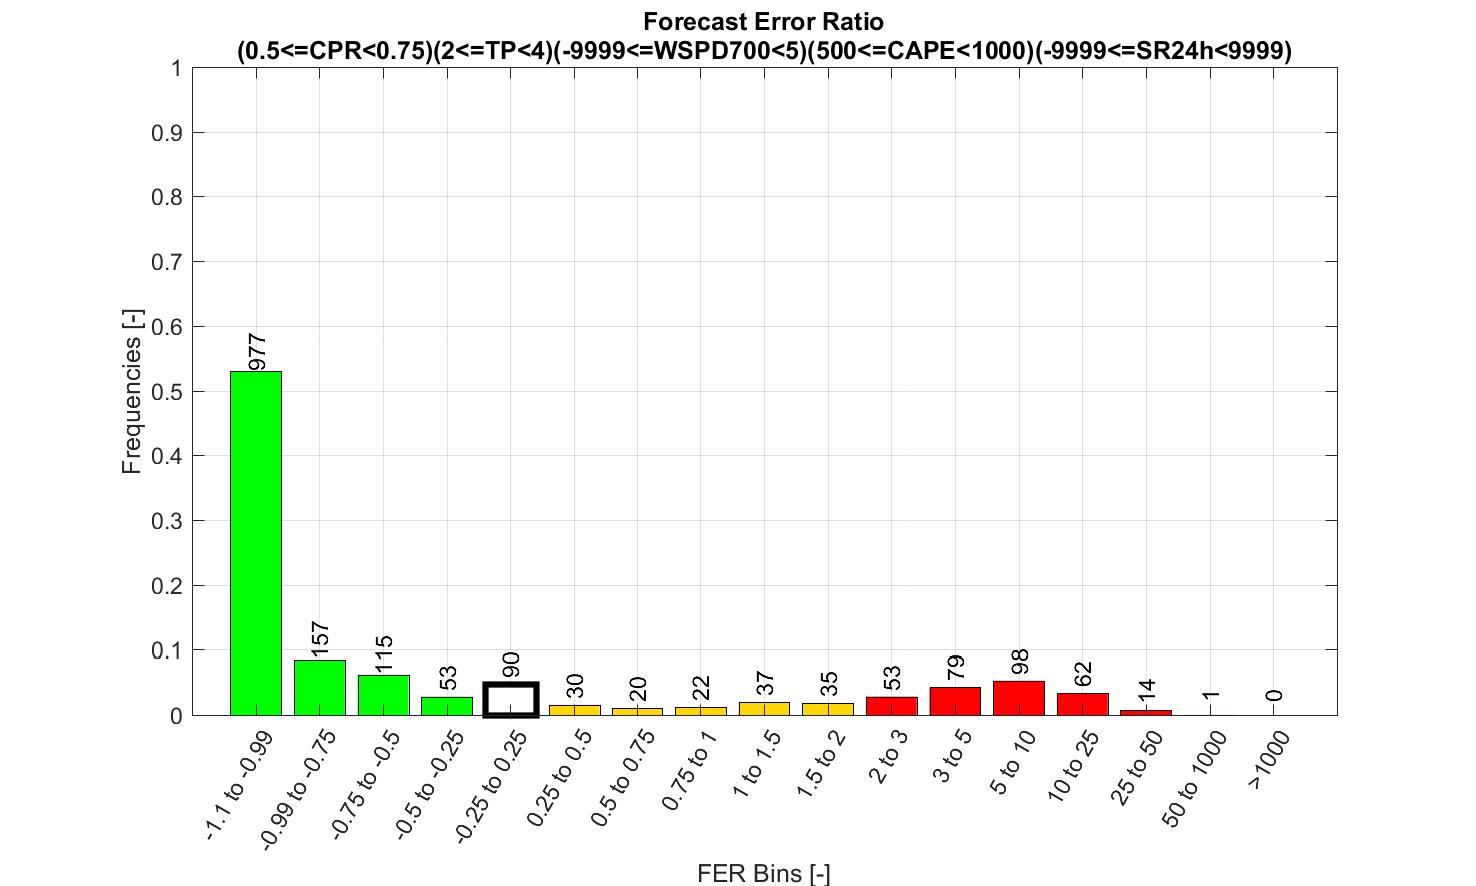 Forecast Error Ratio
(0.5<=CPR<0.75)(2<=TP<4)(-9999<=WSPD700<5)(500<=CAPE<1000)(-9999<=SR24h<9999)
1
0.9
0.8
0.7
0.6
0.5
0.4
0.3
0.2
0.1
0
Frequencies [-]
977
157
115
53
90
30
20
22
37
35
53
79
98
62
14
1
0
-1.1 to -0.99
-0.99 to -0.75
-0.75 to -0.5
-0.5 to -0.25
-0.25 to 0.25
0.25 to 0.5
0.5 to 0.75
0.75 to 1
1 to 1.5
1.5 to 2
2 to 3
3 to 5
5 to 10
10 to 25
25 to 50
50 to 1000
>1000
FER Bins [-]